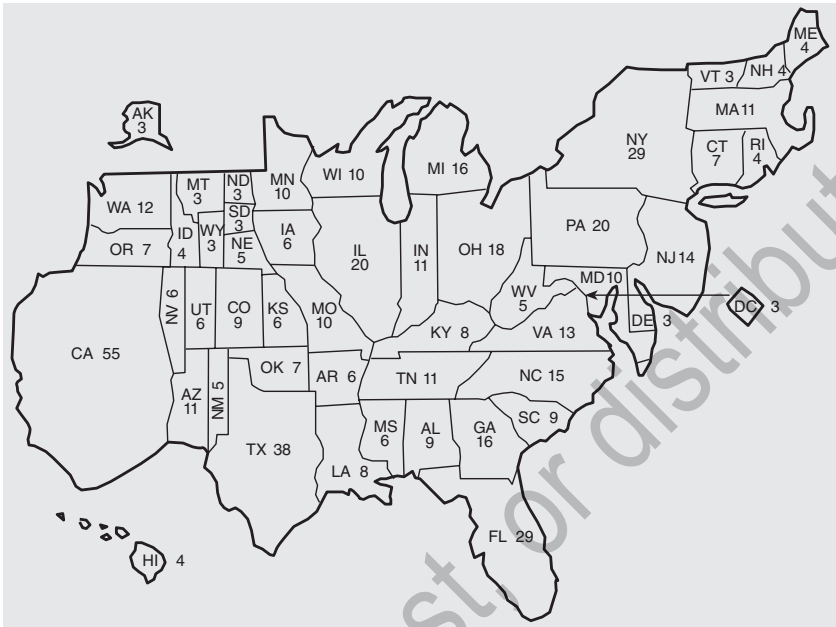 ME
4
VT 3
NH 4
AK
3
MA 11
NY
29
CT
7
RI
4
WI 10
MI 16
MT
3
ND
3
MN
10
WA 12
SD
3
ID
4
WY
3
IA
6
PA 20
OR 7
NE
5
IL
20
IN
11
OH 18
NJ 14
MD 10
NV 6
UT
6
CO
9
KS
6
MO
10
WV
5
DC 3
DE 3
KY 8
VA 13
CA 55
OK 7
AR 6
TN 11
NC 15
AZ
11
NM 5
MS
6
AL
9
GA
16
SC 9
TX 38
LA 8
FL 29
HI 4
st, or distribut